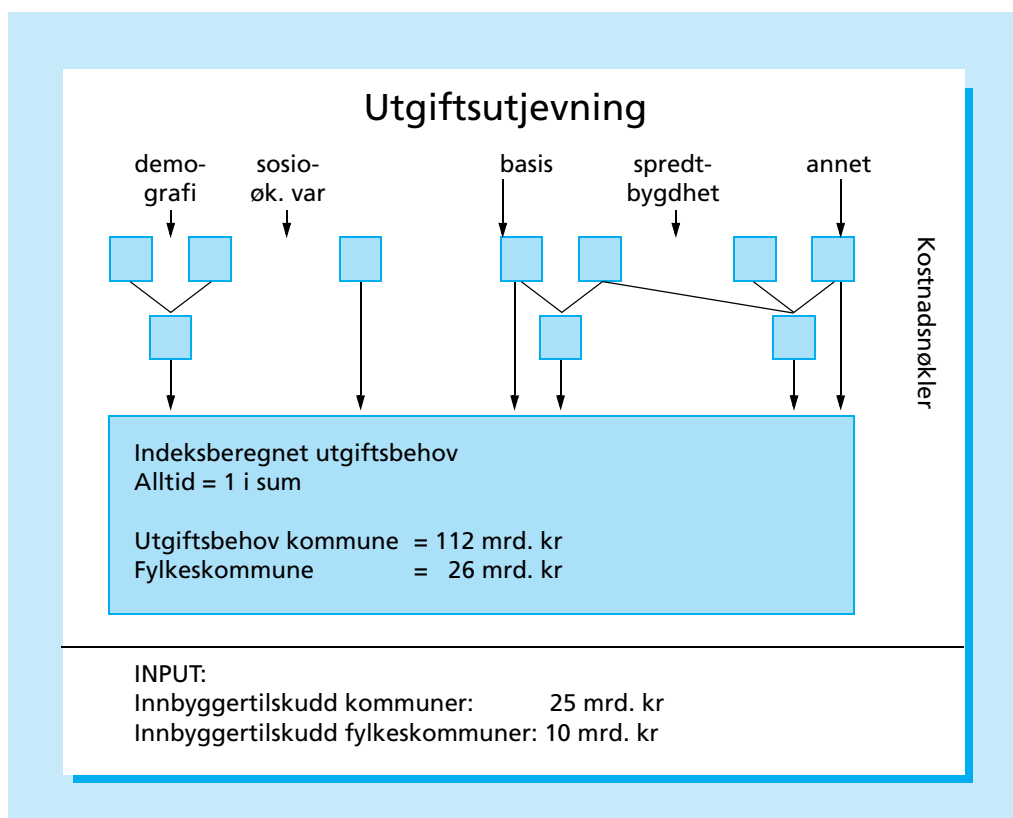 Utgiftsutjevning
demo-
grafi
sosio-
øk. var
basis
spredt-
bygdhet
annet
Kostnadsnøkler
Indeksberegnet utgiftsbehov
Alltid = 1 i sum
Utgiftsbehov kommune = 112 mrd. kr
Fylkeskommune = 26 mrd. kr
INPUT:
Innbyggertilskudd kommuner: 25 mrd. kr
Innbyggertilskudd fylkeskommuner: 10 mrd. kr